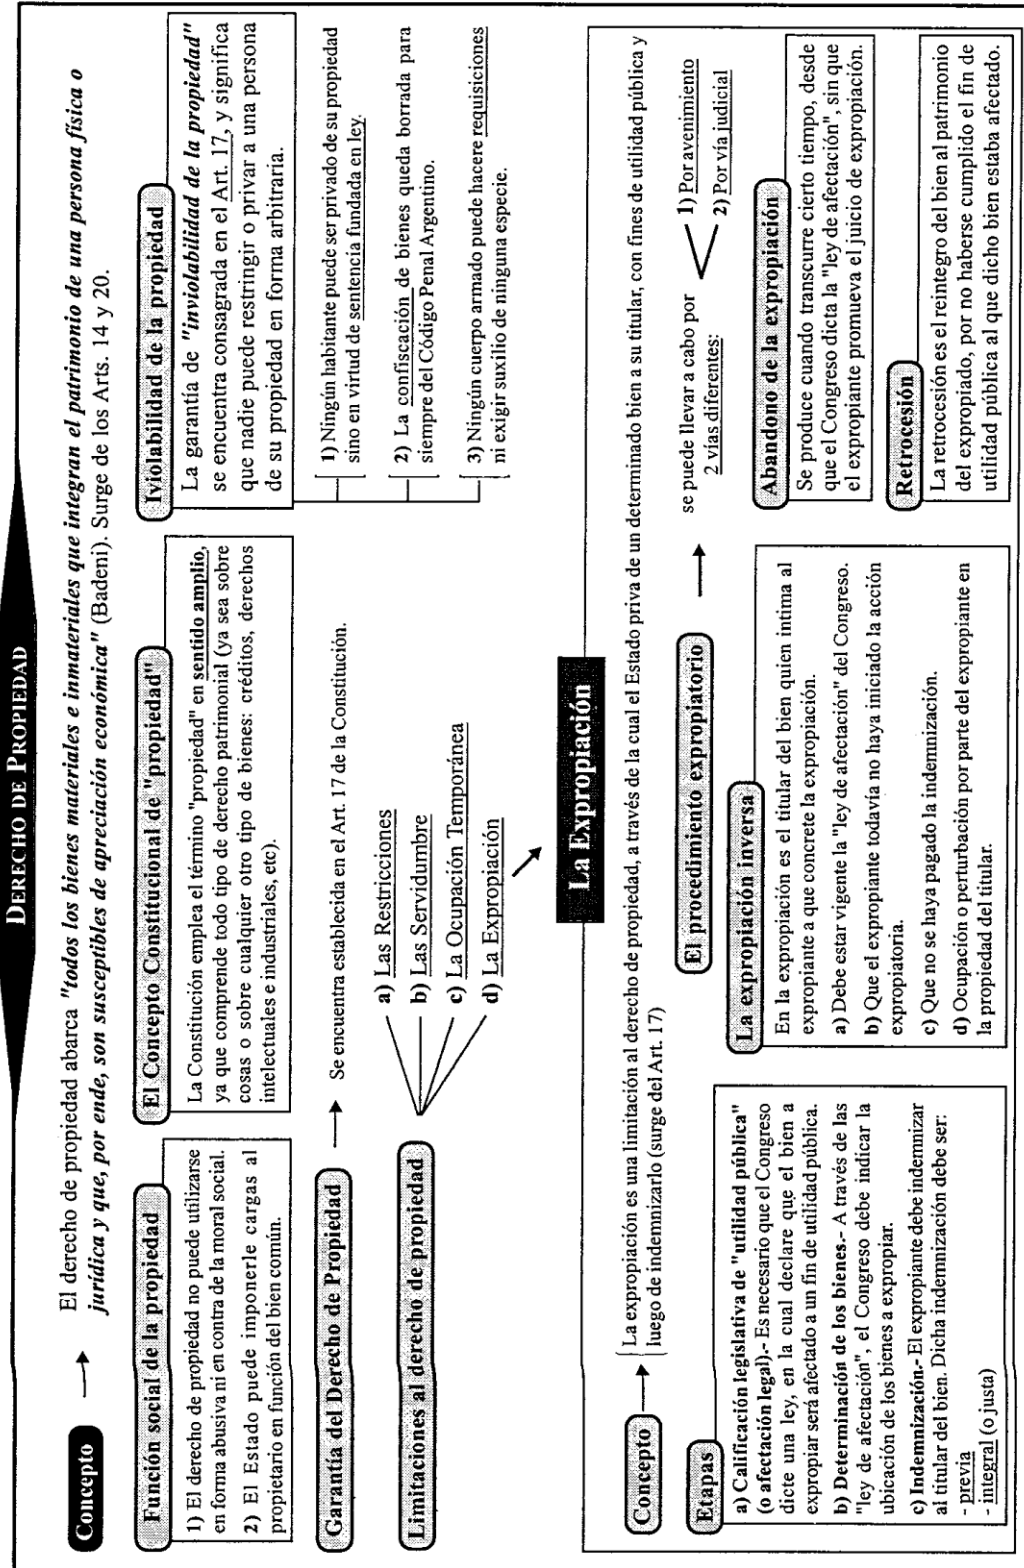 DERECHO DE PROPIEDAD
Concepto
El derecho de propiedad abarca "todos los bienes materiales e inmateriales que integran el patrimonio de una persona física o
jurídica y que, por ende, son susceptibles de apreciación económica" (Badeni). Surge de los Arts. 14 y 20.
Función social de la propiedad
1) El derecho de propiedad no puede utilizarse
en forma abusiva ni en contra de la moral social.
2) El Estado puede imponerle cargas al
propietario en función del bien común.
El Concepto Constitucional de "propiedad"
La Constitución emplea el término "propiedad" en sentido amplio,
ya que comprende todo tipo de derecho patrimonial (ya sea sobre
cosas o sobre cualquier otro tipo de bienes: créditos, derechos
intelectuales e industriales, etc).
Iviolabilidad de la propiedad
La garantía de "inviolabilidad de la propiedad"
se encuentra consagrada en el Art. 17, y significa
que nadie puede restringir o privar a una persona
de su propiedad en forma arbitraria.
1) Ningún habitante puede ser privado de su propiedad
sino en virtud de sentencia fundada en ley.
2) La confiscación de bienes queda borrada para
siempre del Código Penal Argentino.
3) Ningún cuerpo armado puede hacere requisiciones
ni exigir suxilio de ninguna especie.
Garantía del Derecho de Propiedad
Se encuentra establecida en el Art. 17 de la Constitución.
Limitaciones al derecho de propiedad
a) Las Restricciones
b) Las Servidumbre
c) La Ocupación Temporánea
d) La Expropiación
La Expropiación
Concepto
La expropiación es una limitación al derecho de propiedad, a través de la cual el Estado priva de un determinado bien a su titular, con fines de utilidad pública y
luego de indemnizarlo (surge del Art. 17)
Etapas
a) Calificación legislativa de "utilidad pública"
(o afectación legal).- Es necesario que el Congreso
dicte una ley, en la cual declare que el bien a
expropiar será afectado a un fin de utilidad pública.
b) Determinación de los bienes.- A través de las
"ley de afectación", el Congreso debe indicar la
ubicación de los bienes a expropiar.
c) Indemnización.- El expropiante debe indemnizar
al titular del bien. Dicha indemnización debe ser:
- previa
- integral (o justa)
El procedimiento expropiatorio
se puede llevar a cabo por
2 vías diferentes:
1) Por avenimiento
2) Por vía judicial
La expropiación inversa
En la expropiación es el titular del bien quien intima al
expropiante a que concrete la expropiación.
a) Debe estar vigente la "ley de afectación" del Congreso.
b) Que el expropiante todavía no haya iniciado la acción
expropiatoria.
c) Que no se haya pagado la indemnización.
d) Ocupación o perturbación por parte del expropiante en
la propiedad del titular.
Abandono de la expropiación
Se produce cuando transcurre cierto tiempo, desde
que el Congreso dicta la "ley de afectación", sin que
el expropiante promueva el juicio de expropiación.
Retrocesión
La retrocesión es el reintegro del bien al patrimonio
del expropiado, por no haberse cumplido el fin de
utilidad pública al que dicho bien estaba afectado.